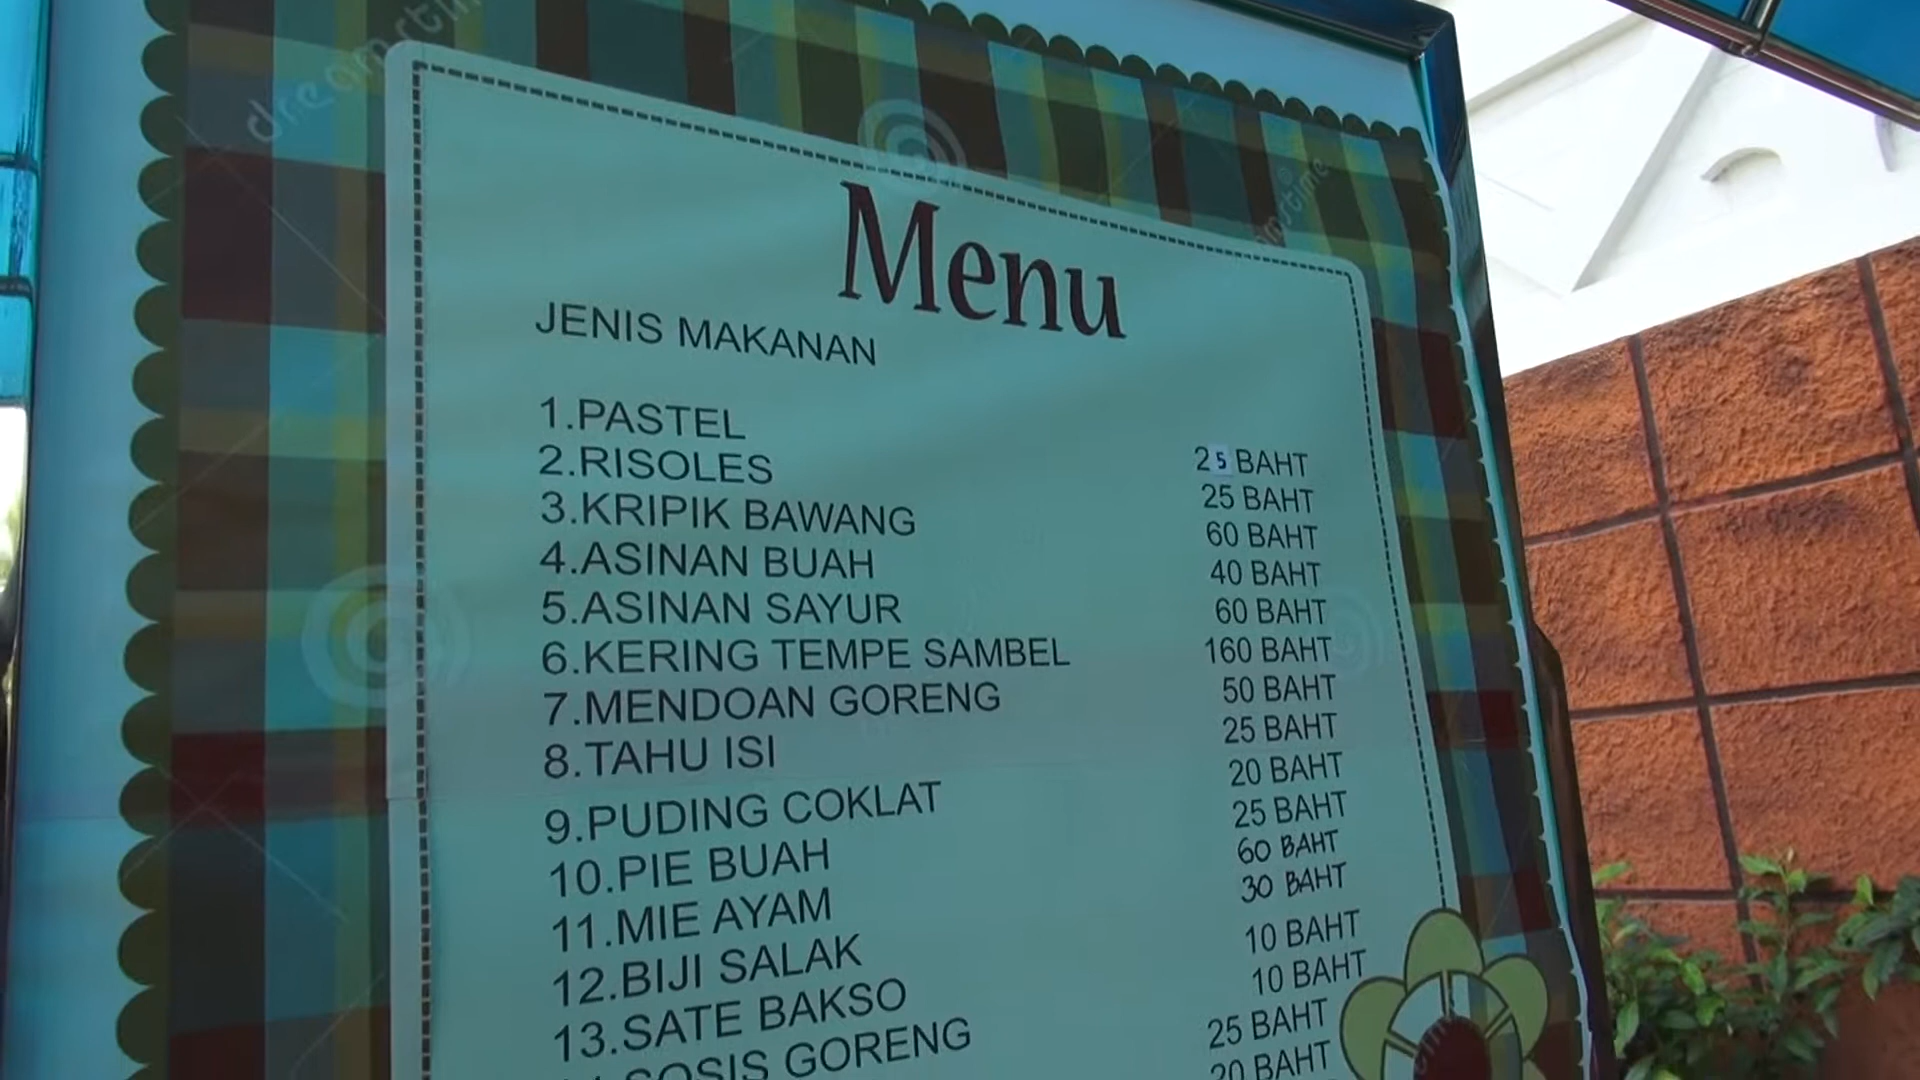 dreamstime
Menu
JENIS MAKANAN
1.PASTEL
25 BAHT
2.RISOLES
25 BAHT
3.KRIPIK BAWANG
60 BAHT
4.ASINAN BUAH
40 BAHT
5.ASINAN SAYUR
60 BAHT
6.KERING TEMPE SAMBEL
160 BAHT
7.MENDOAN GORENG
50 BAHT
8.TAHU ISI
25 BAHT
9.PUDING COKLAT
20 BAHT
10.PIE BUAH
25 BAHT
11.MIE AYAM
60 BAHT
12.BIJI SALAK
30 BAHT
13.SATE BAKSO
10 BAHT
SOSIS GORENG
10 BAHT
25 BAHT
20 BAHT